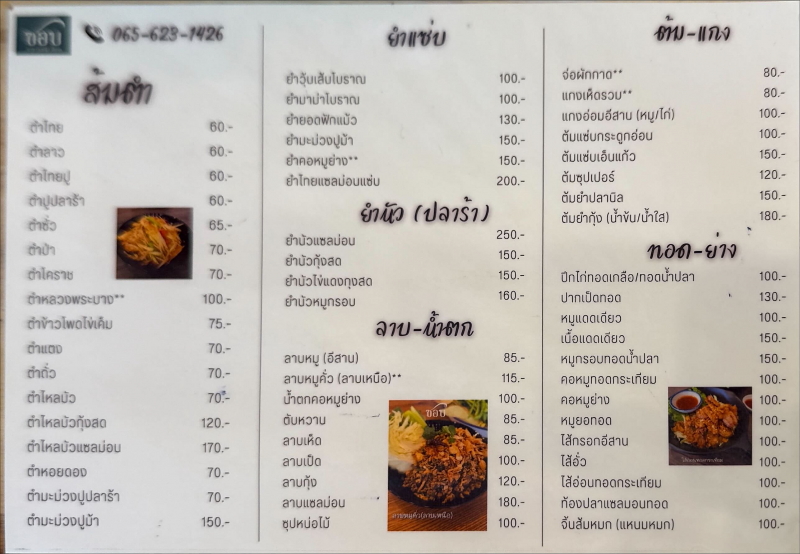 ชอบ
065-623-1426
ส้มตำ
ตำไทย 60.-
ตำลาว 60.-
ตำไทยปู 60.-
ตำปูปลาร้า 60.-
ตำซั่ว 65.-
ตำป่า 70.-
ตำโคราช 70.-
ตำหลวงพระบาง** 100.-
ตำข้าวโพดไข่เค็ม 75.-
ตำแตง 70.-
ตำถั่ว 70.-
ตำไหลบัว 70.-
ตำไหลบัวกุ้งสด 120.-
ตำไหลบัวแซลม่อน 170.-
ตำหอยดอง 70.-
ตำมะม่วงปูปลาร้า 70.-
ตำมะม่วงปูม้า 150.-
ยำแซ่บ
ยำวุ้นเส้นโบราณ 100.-
ยำมาม่าโบราณ 100.-
ยำยอดฟักแม้ว 130.-
ยำมะม่วงปูม้า 150.-
ยำคอหมูย่าง** 150.-
ยำไทยแซลม่อนแซ่บ 200.-
ยำหัว (ปลาร้า)
ยำบัวแซลม่อน 250.-
ยำบัวกุ้งสด 150.-
ยำบัวไข่แดงกุ้งสด 150.-
ยำบัวหมูกรอบ 160.-
ลาบ-น้ำตก
ลาบหมู (อีสาน) 85.-
ลาบหมูคั่ว (ลาบเหนือ)** 115.-
น้ำตกคอหมูย่าง 100.-
ตับหวาน 85.-
ลาบเห็ด 85.-
ลาบเป็ด 100.-
ลาบกุ้ง 120.-
ลาบแซลม่อน 180.-
ซุปหน่อไม้ 100.-
ชอบ
ลาบหมูคั่ว(ลาบเหนือ)
ต้ม-แกง
จ่อผักกาด** 80.-
แกงเห็ดรวม** 80.-
แกงอ่อมอีสาน (หมู/ไก่) 100.-
ต้มแซ่บกระดูกอ่อน 100.-
ต้มแซ่บเอ็นแก้ว 150.-
ต้มซุปเปอร์ 120.-
ต้มยำปลานิล 150.-
ต้มยำกุ้ง (น้ำข้น/น้ำใส) 180.-
ทอด-ย่าง
ปีกไก่ทอดเกลือ/ทอดน้ำปลา 100.-
ปากเป็ดทอด 130.-
หมูแดดเดียว 100.-
เนื้อแดดเดียว 150.-
หมูกรอบทอดน้ำปลา 150.-
คอหมูทอดกระเทียม 100.-
คอหมูย่าง 100.-
หมูยอทอด 100.-
ไส้กรอกอีสาน 100.-
ไส้อั่ว 100.-
ไส้อ่อนทอดกระเทียม 100.-
ท้องปลาแซลมอนทอด 100.-
จิ้นส้มหมก (แหนมหมก) 100.-